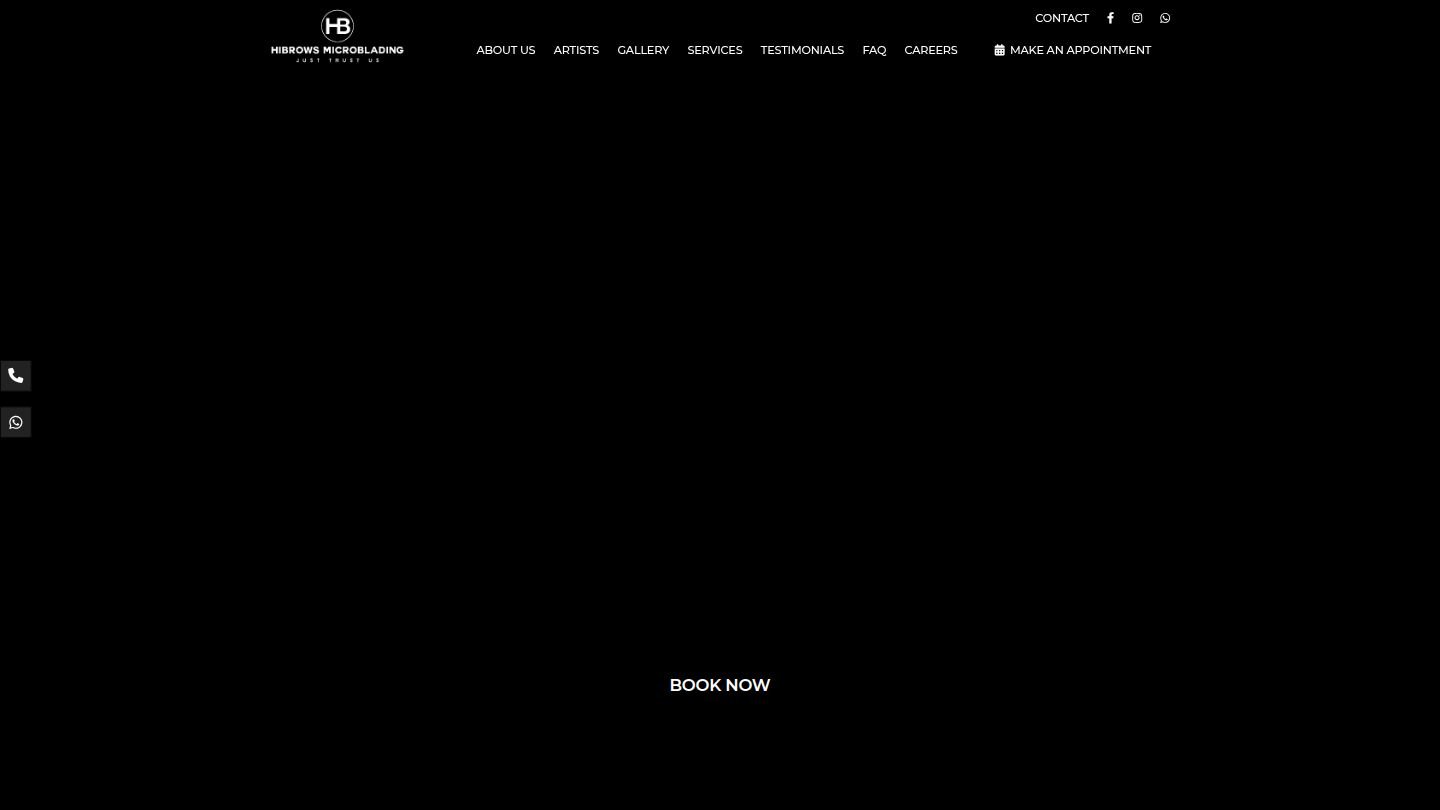 HB
HIBROWS MICROBLADING
JUST TRUST US
CONTACT
ABOUT US ARTISTS GALLERY SERVICES TESTIMONIALS FAQ CAREERS MAKE AN APPOINTMENT
BOOK NOW